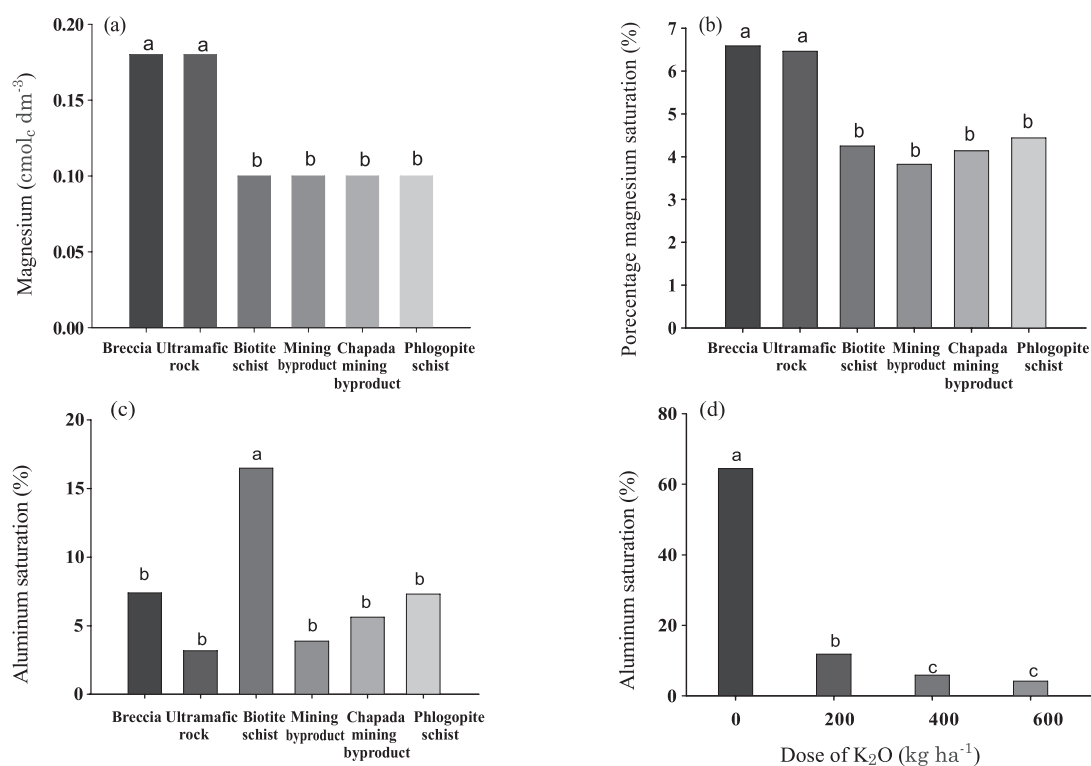 (a)
Magnesium (cmolc dm-3)
0.20
0.15
0.10
0.05
0.00
a a b b b b
Breccia Ultramafic rock Biotite schist Mining byproduct Chapada mining byproduct Phlogopite schist
(b)
Porecentage magnesium saturation (%)
7
6
5
4
3
2
1
0
a a b b b b
Breccia Ultramafic rock Biotite schist Mining byproduct Chapada mining byproduct Phlogopite schist
(c)
Aluminum saturation (%)
20
15
10
5
0
b b a b b b
Breccia Ultramafic rock Biotite schist Mining byproduct Chapada mining byproduct Phlogopite schist
(d)
Aluminum saturation (%)
80
60
40
20
0
a b c c
0 200 400 600
Dose of K2O (kg ha-1)